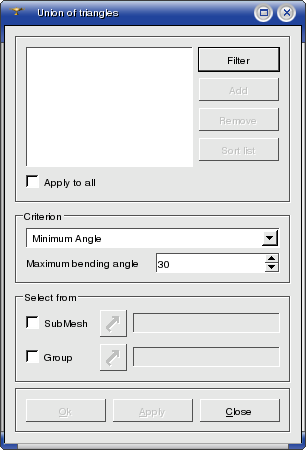 Union of triangles
Filter
Add
Remove
Sort list
Apply to all
Criterion
Minimum Angle
Maximum bending angle 30
Select from
SubMesh
Group
Ok Apply Close